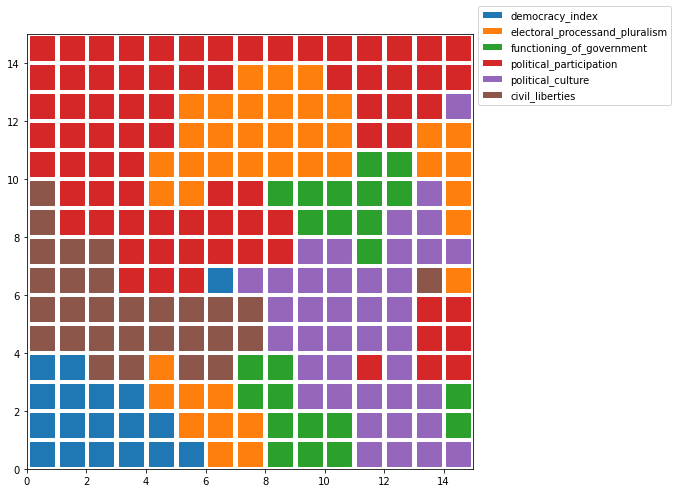 democracy_index
electoral_processand_pluralism
functioning_of_government
political_participation
political_culture
civil_liberties
14
12
10
8
6
4
2
0
0 2 4 6 8 10 12 14